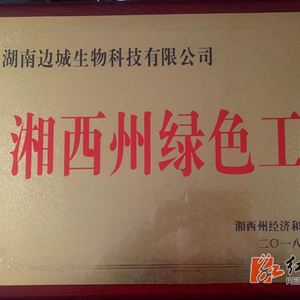 湖南边城生物科技有限公司
湘西州绿色工
湘西州经济和
二〇一八
红